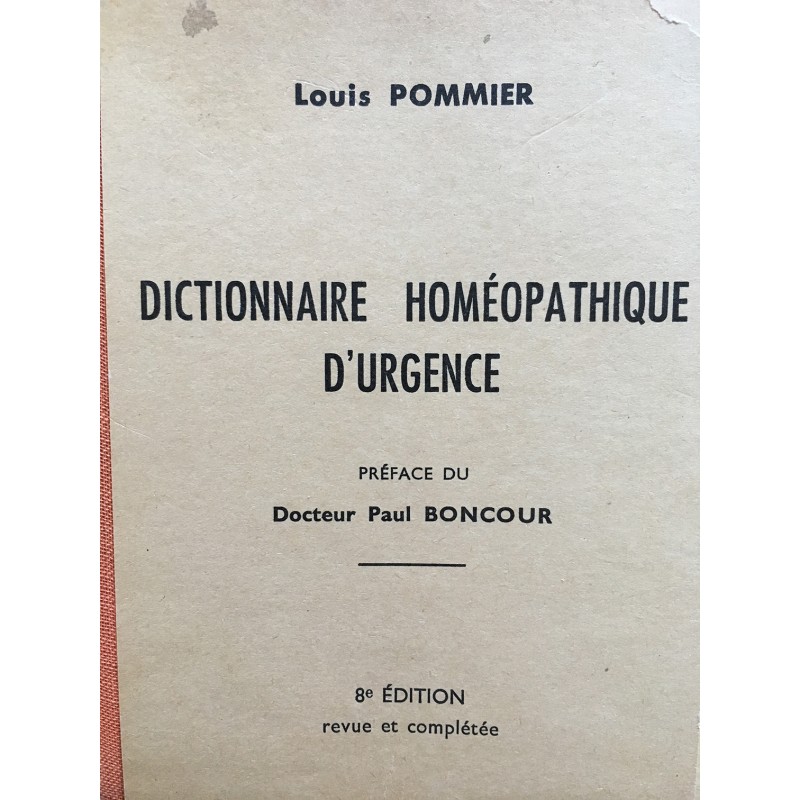 Louis POMMIER
DICTIONNAIRE HOMÉOPATHIQUE
D'URGENCE
PRÉFACE DU
Docteur Paul BONCOUR
8e ÉDITION
revue et complétée